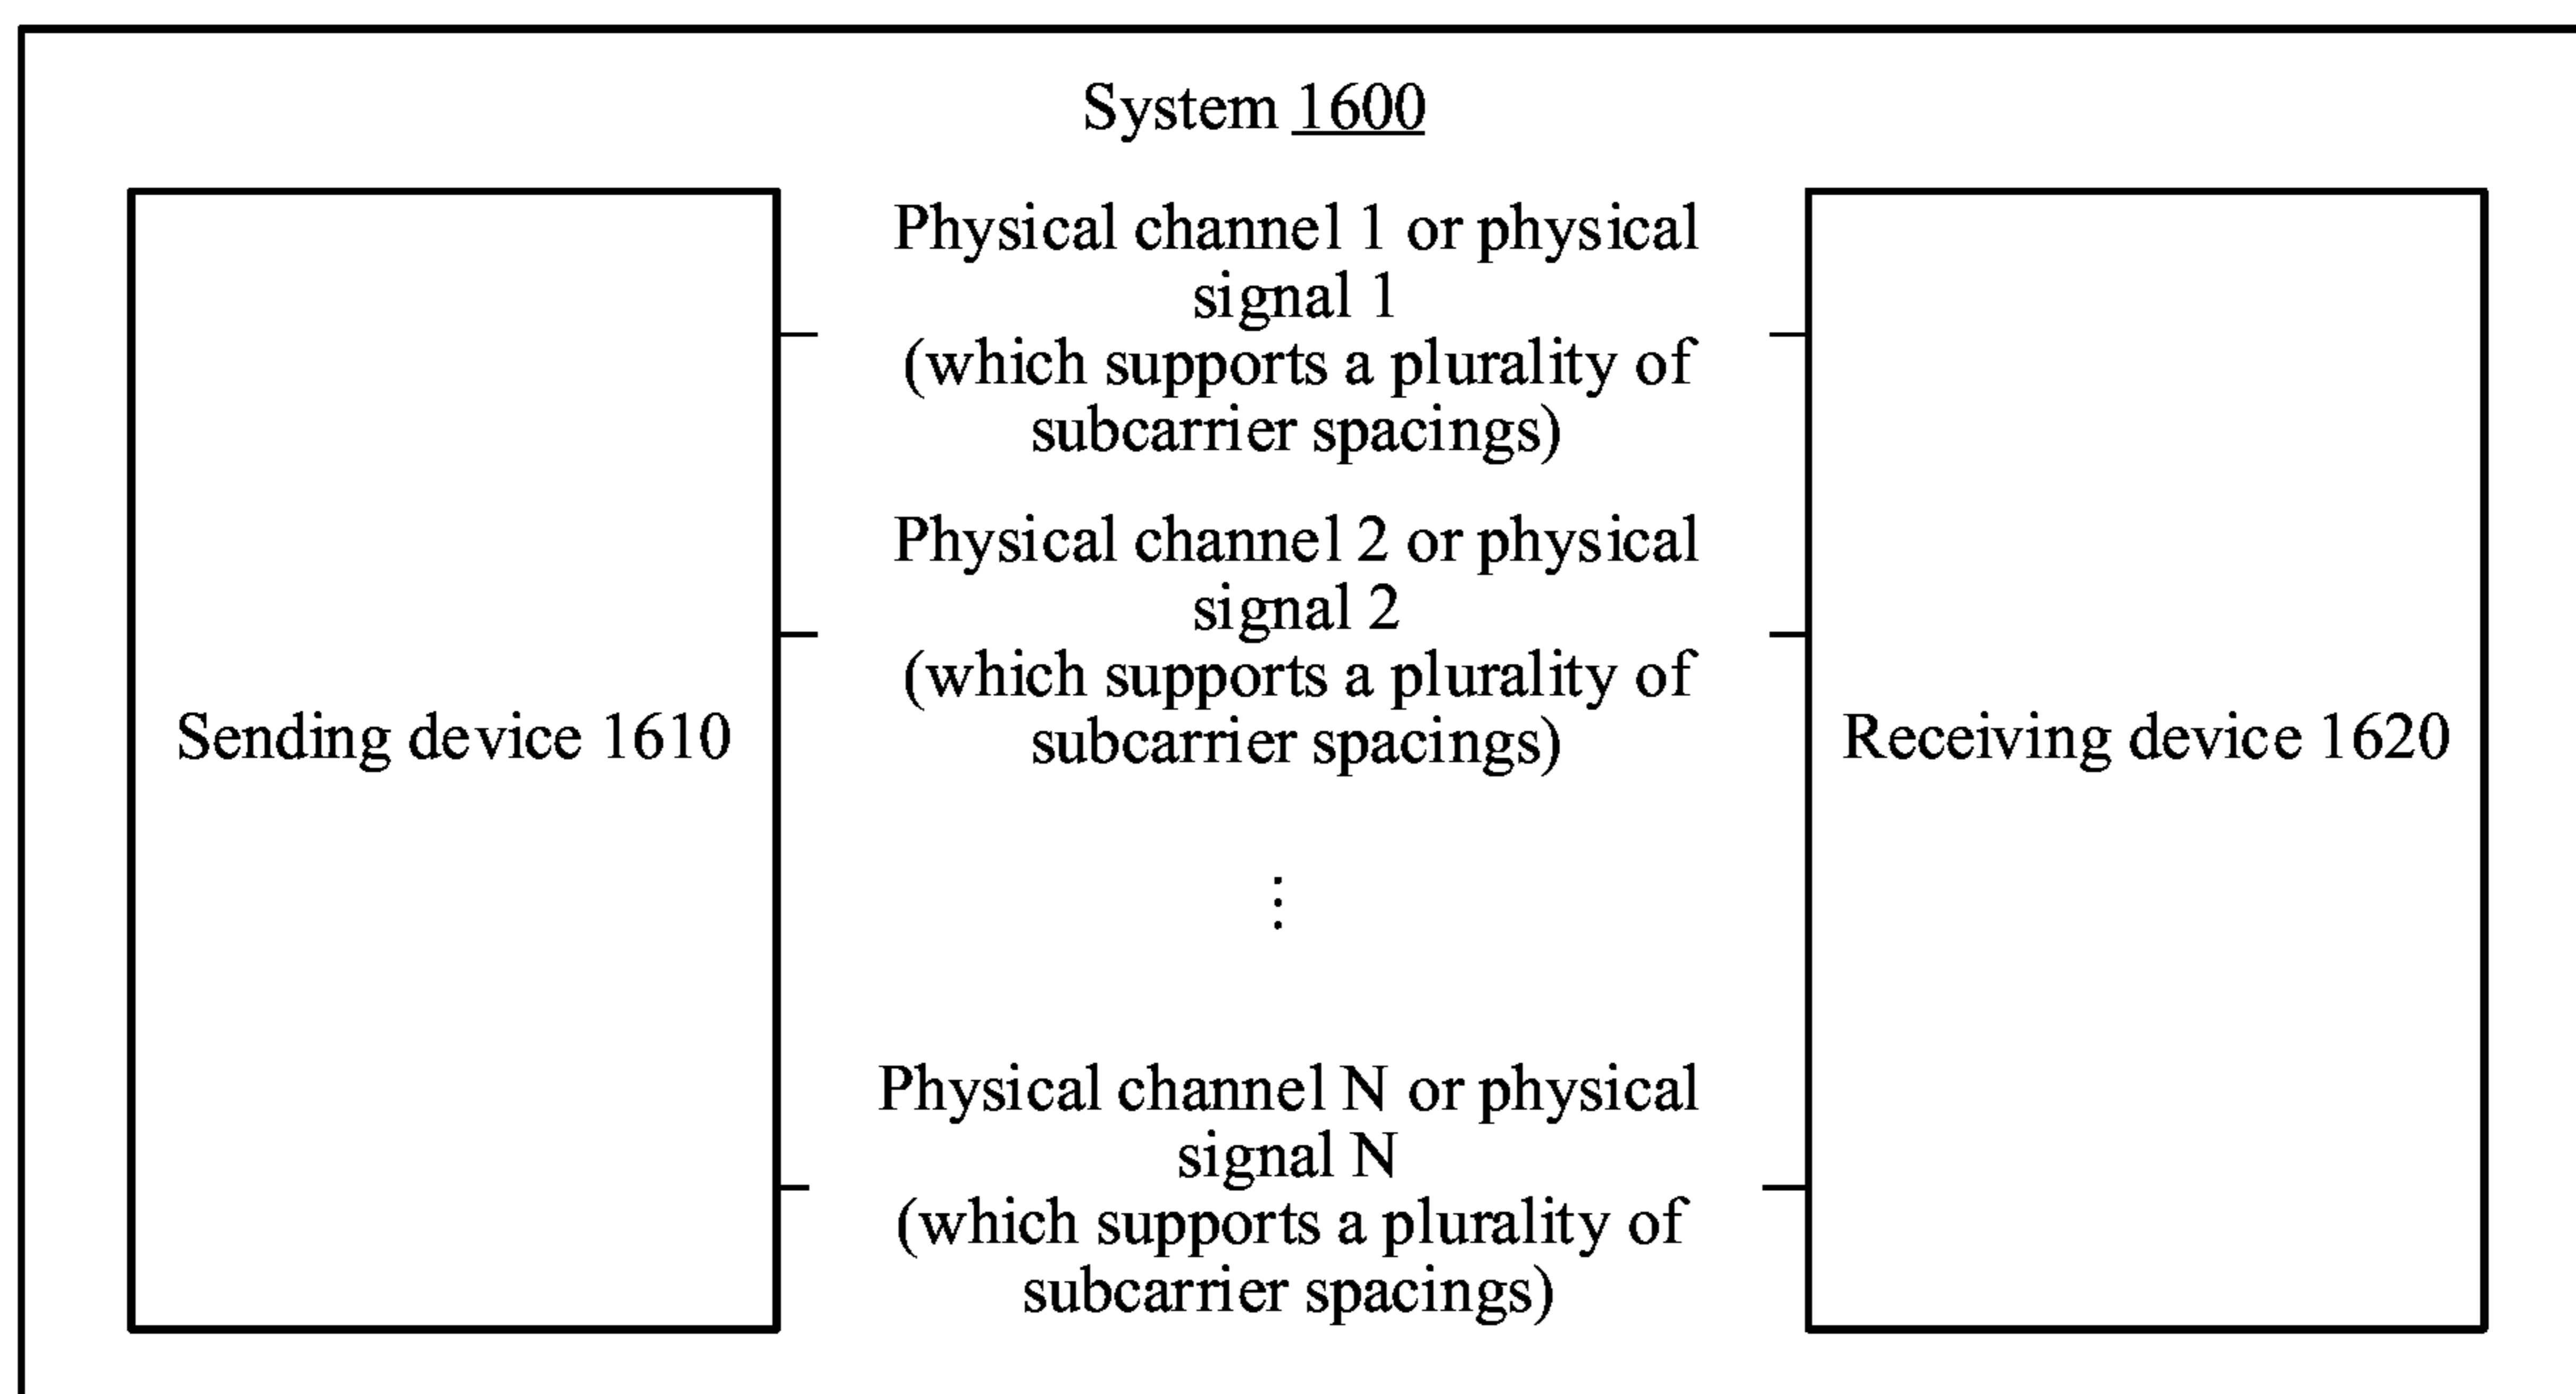 System 1600
Physical channel 1 or physical
signal 1
(which supports a plurality of
subcarrier spacings)
Physical channel 2 or physical
signal 2
(which supports a plurality of
subcarrier spacings)
Sending device 1610
Receiving device 1620
⋮
Physical channel N or physical
signal N
(which supports a plurality of
subcarrier spacings)